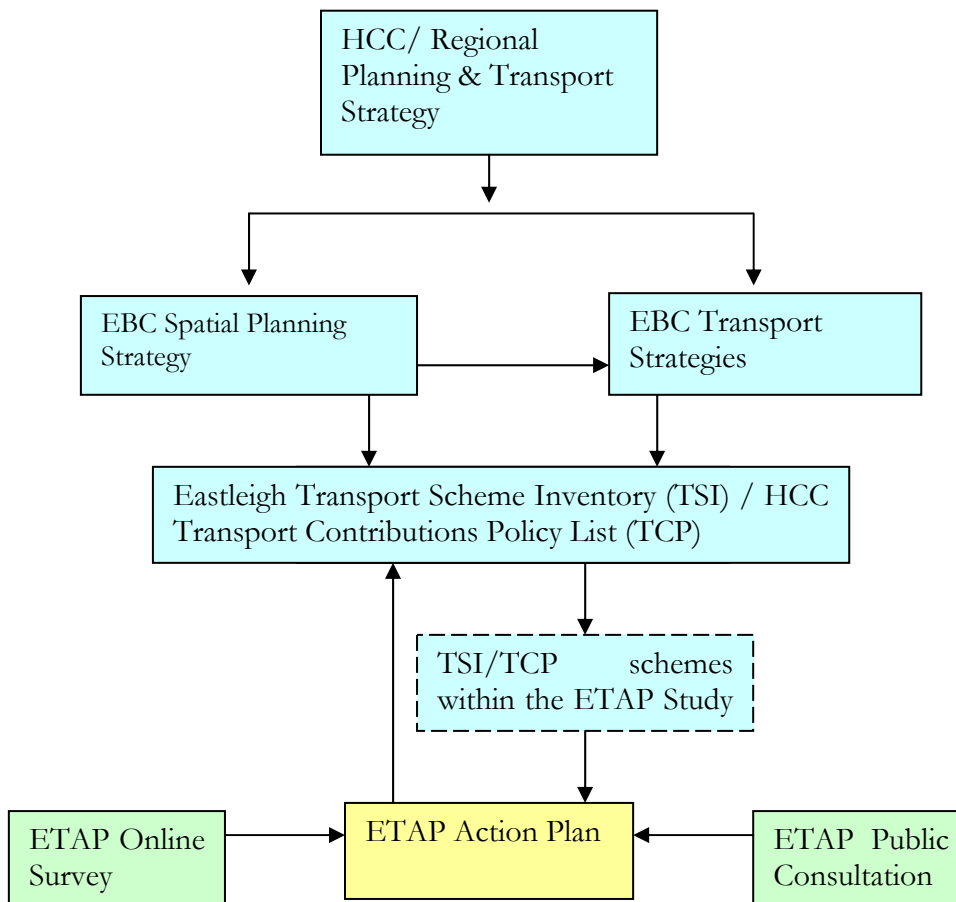 HCC/ Regional
Planning & Transport
Strategy
EBC Spatial Planning
Strategy
EBC Transport
Strategies
Eastleigh Transport Scheme Inventory (TSI) / HCC
Transport Contributions Policy List (TCP)
TSI/TCP schemes
within the ETAP Study
ETAP Online
Survey
ETAP Action Plan
ETAP Public
Consultation